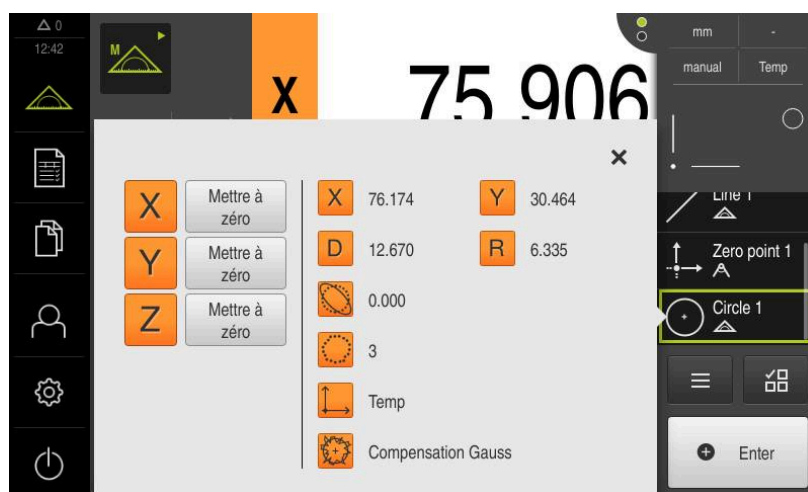 0
12:42
M
X
75.906
mm
-
manual
Temp
Line 1
Zero point 1
Circle 1
Enter
X
Mettre à
zéro
Y
Mettre à
zéro
Z
Mettre à
zéro
X
76.174
Y
30.464
D
12.670
R
6.335
0.000
3
Temp
Compensation Gauss